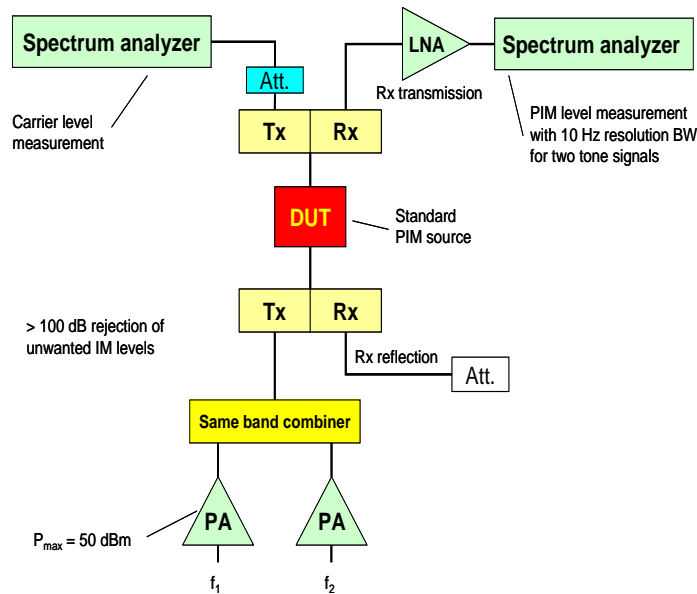 Spectrum analyzer
LNA
Spectrum analyzer
Att.
Rx transmission
Carrier level
measurement
Tx
Rx
PIM level measurement
with 10 Hz resolution BW
for two tone signals
DUT
Standard
PIM source
Tx
Rx
> 100 dB rejection of
unwanted IM levels
Rx reflection
Att.
Same band combiner
PA
PA
Pmax = 50 dBm
f1
f2